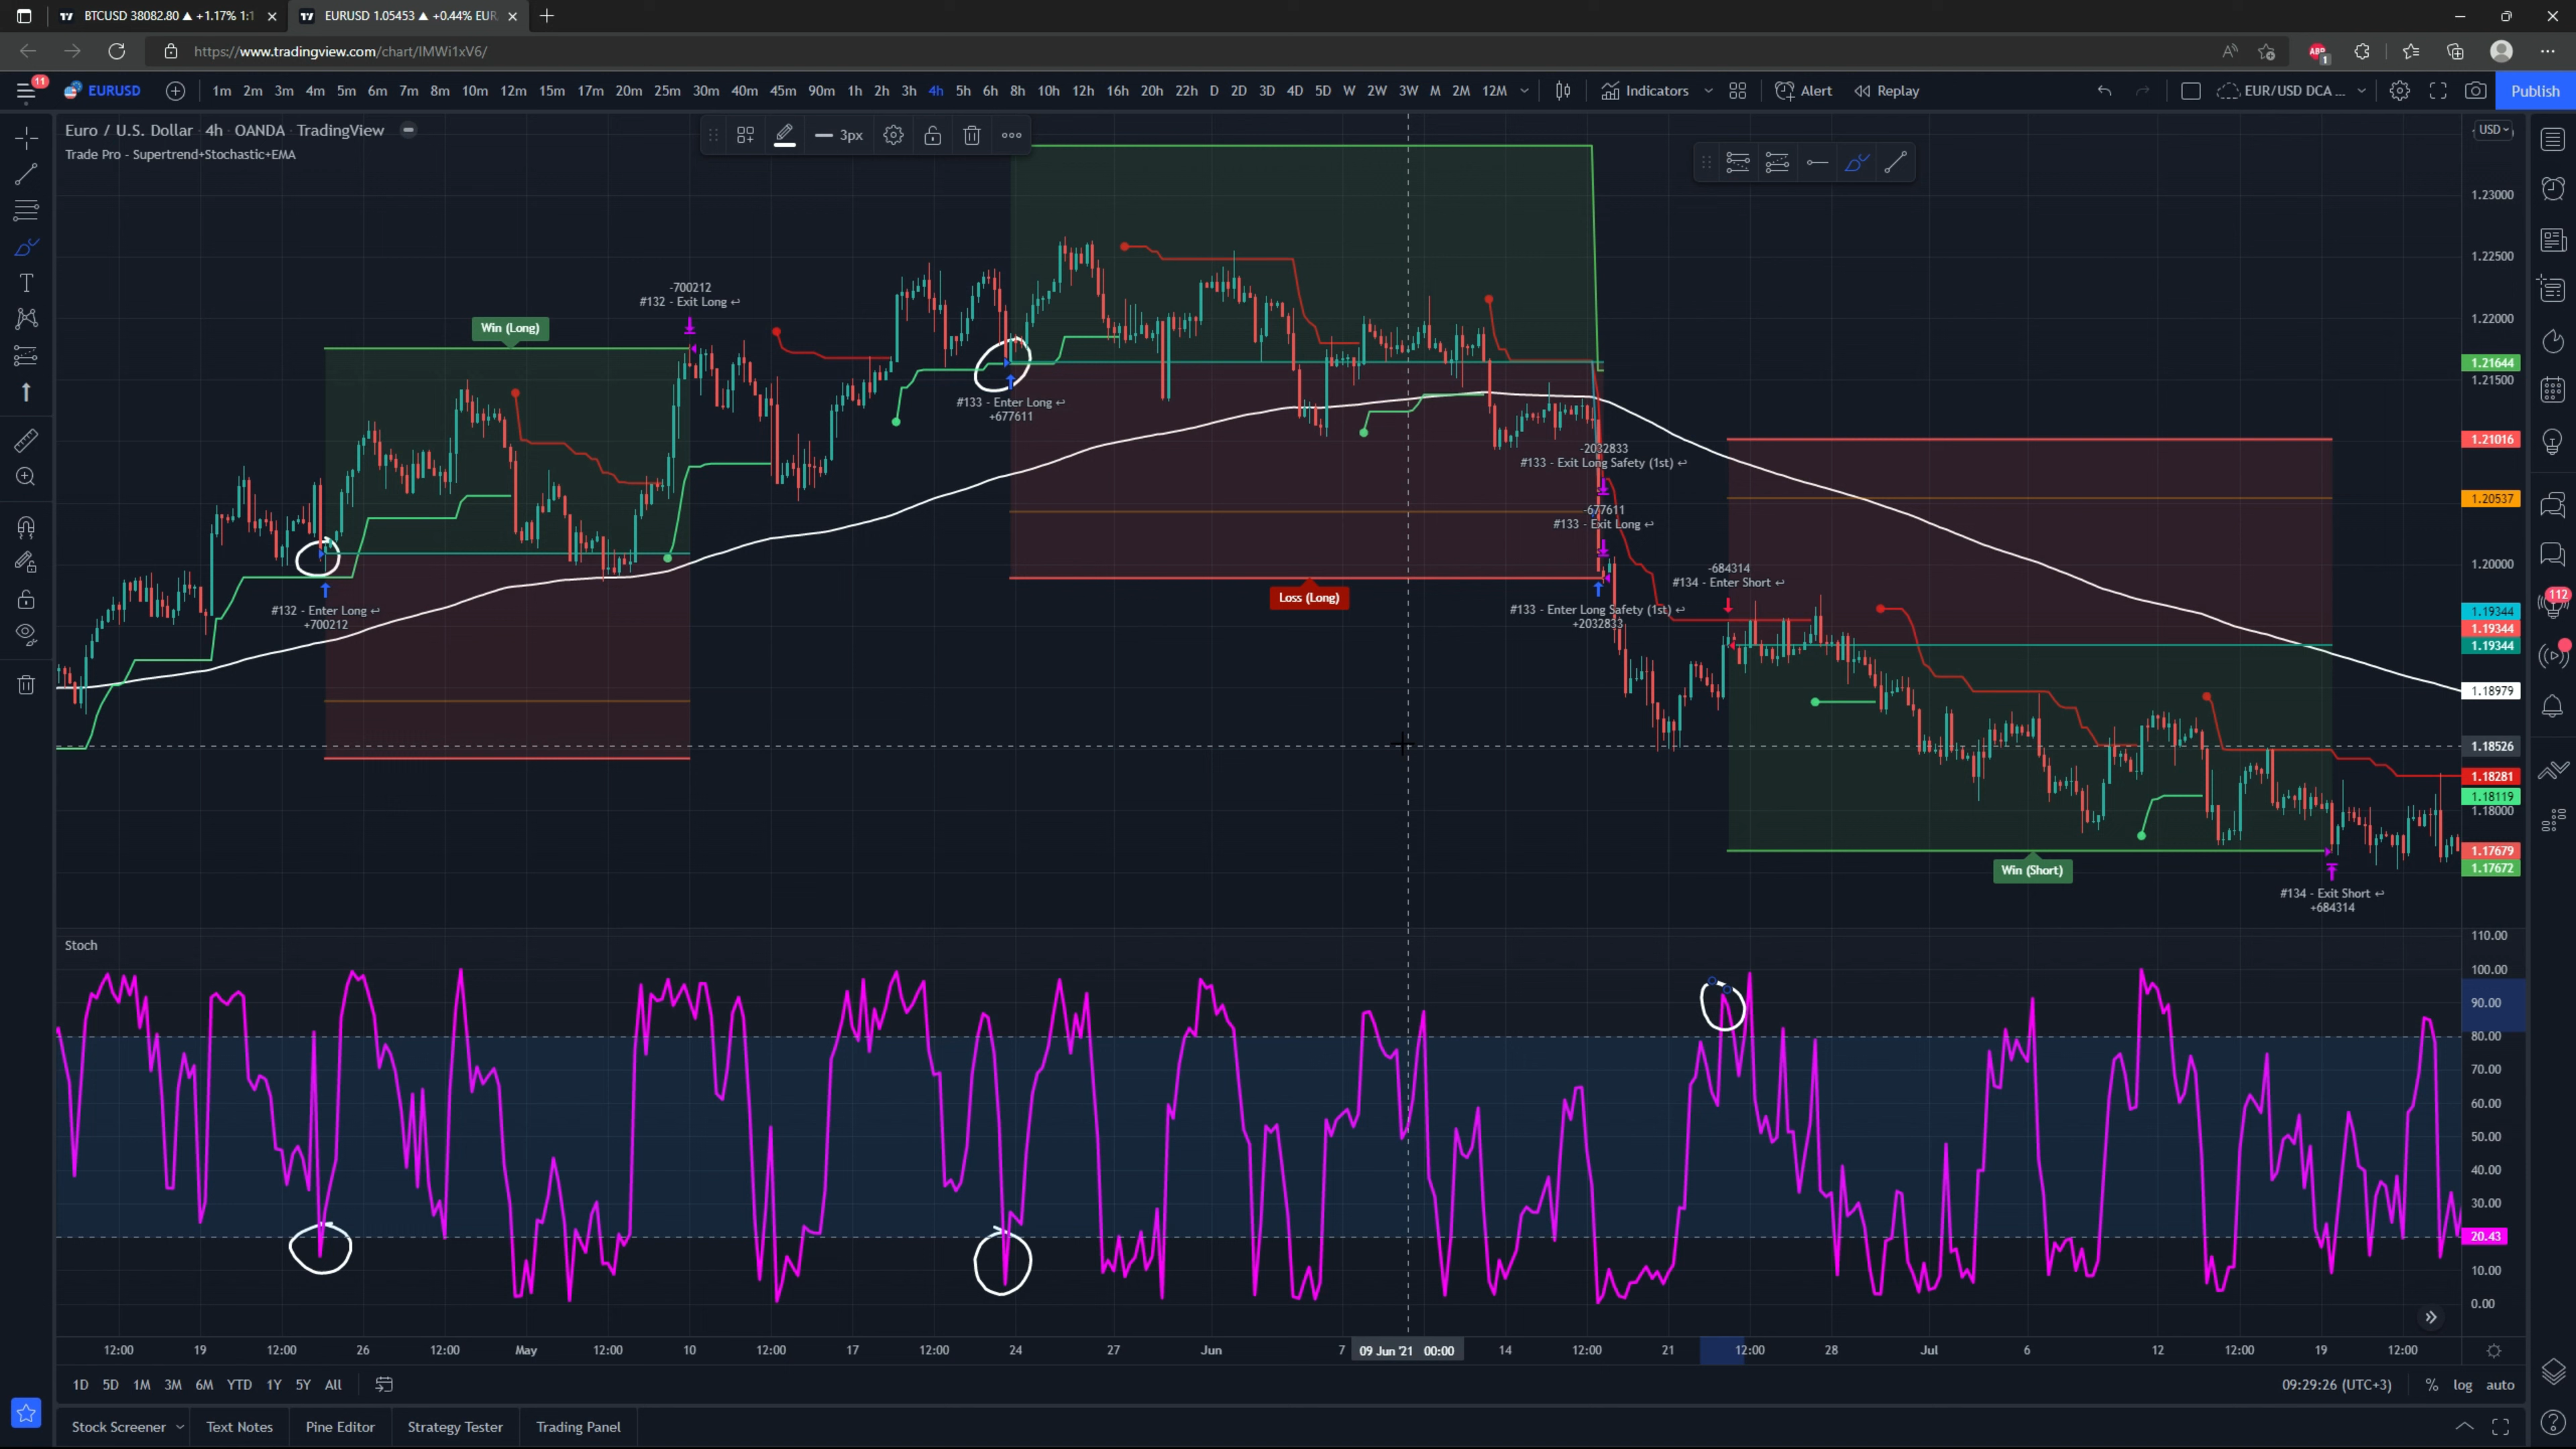 BTCUSD 38082.80 ▲ +1.17% 1:1
EURUSD 1.05453 ▲ +0.44% EUR
https://www.tradingview.com/chart/IMWi1xV6/
11 EURUSD 1m 2m 3m 4m 5m 6m 7m 8m 10m 12m 15m 17m 20m 25m 30m 40m 45m 90m 1h 2h 3h 4h 5h 6h 8h 10h 12h 16h 20h 22h D 2D 3D 4D 5D W 2W 3W M 2M 12M Indicators Alert Replay EUR/USD DCA ... Publish
Euro / U.S. Dollar · 4h · OANDA · TradingView
3px
USD
Trade Pro - Supertrend+Stochastic+EMA
1.23000
1.22500
-700212
#132 - Exit Long
1.22000
Win (Long)
1.21644
1.21500
#133 - Enter Long
+677611
1.21016
-2032833
#133 - Exit Long Safety (1st)
1.20537
-677611
#133 - Exit Long
1.20000
-684314
#134 - Enter Short
Loss (Long)
#132 - Enter Long
+700212
#133 - Enter Long Safety (1st)
+2032833
1.19344
1.19344
1.19344
112
1.18979
1.18526
1.18281
1.18119
1.18000
1.17679
1.17672
Win (Short)
#134 - Exit Short
+684314
Stoch
110.00
100.00
90.00
80.00
70.00
60.00
50.00
40.00
30.00
20.43
10.00
0.00
12:00 19 12:00 26 12:00 May 12:00 10 12:00 17 12:00 24 27 Jun 7 09 Jun '21 00:00 14 12:00 21 12:00 28 Jul 6 12 12:00 19 12:00
1D 5D 1M 3M 6M YTD 1Y 5Y All
09:29:26 (UTC+3) % log auto
Stock Screener Text Notes Pine Editor Strategy Tester Trading Panel